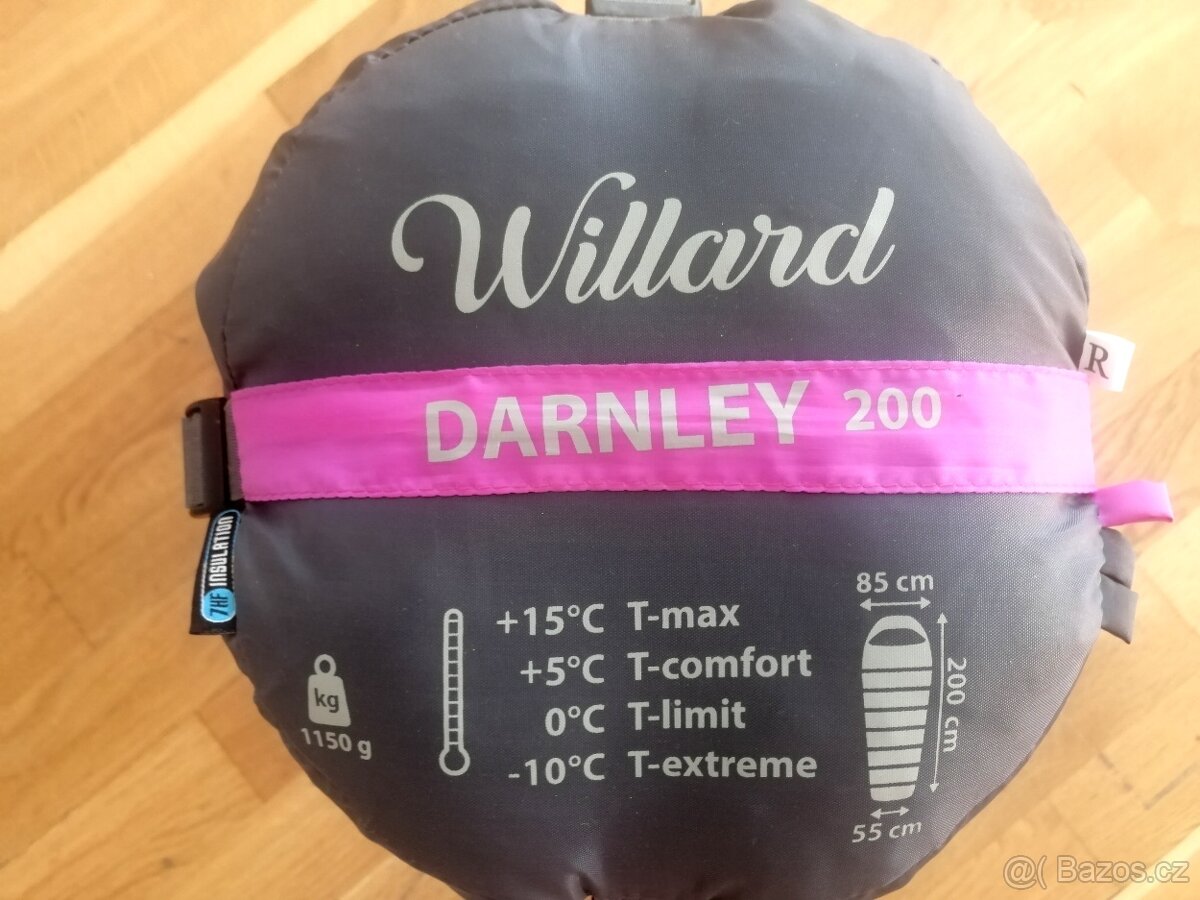 Willard
R
DARNLEY 200
7HF INSULATION
85 cm
+15°C T-max
+5°C T-comfort
0°C T-limit
-10°C T-extreme
200 cm
kg
1150 g
55 cm
@( Bazos.cz